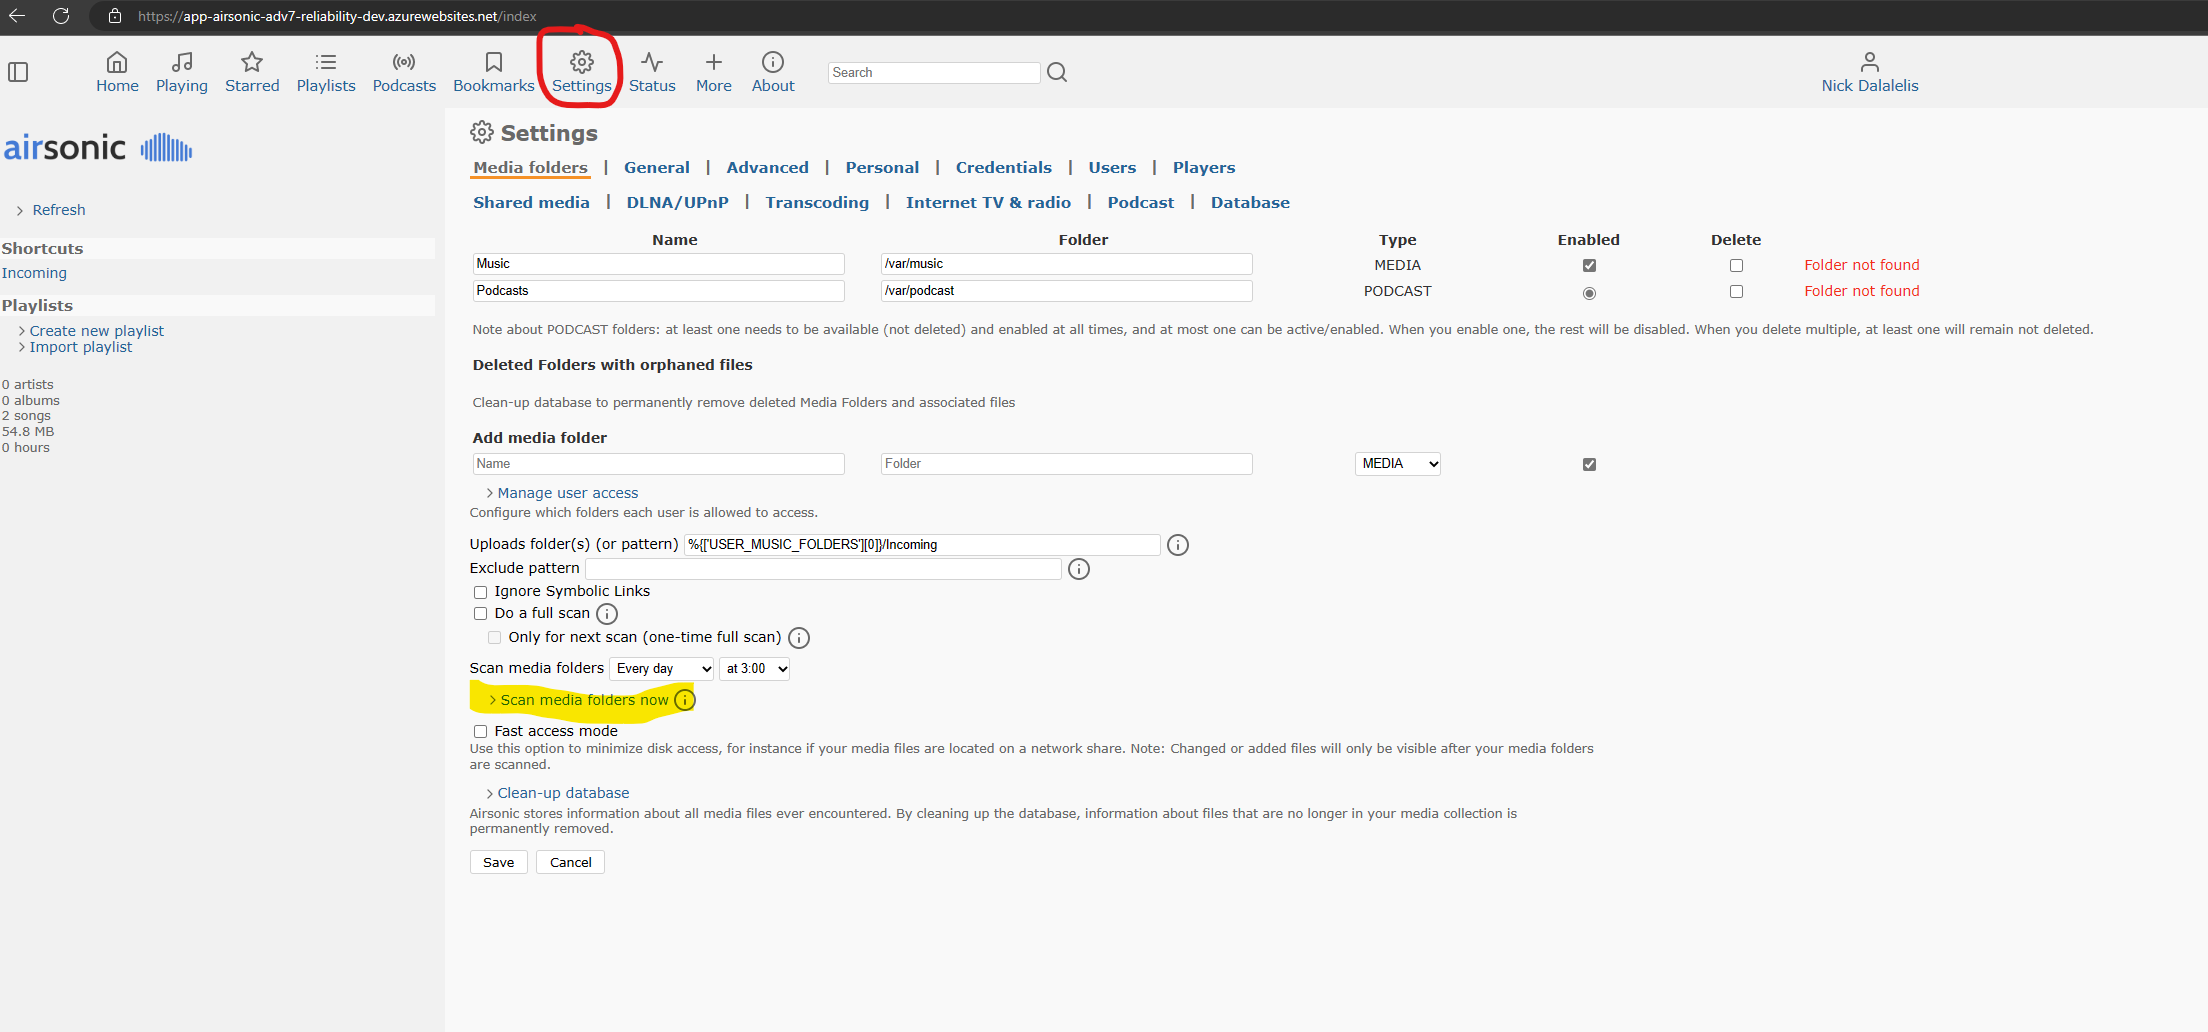 https://app-airsonic-adv7-reliability-dev.azurewebsites.net/index
Home Playing Starred Playlists Podcasts Bookmarks Settings Status More About Search Nick Dalalelis
airsonic
Refresh
Shortcuts
Incoming
Playlists
Create new playlist
Import playlist
0 artists
0 albums
2 songs
54.8 MB
0 hours
Settings
Media folders | General | Advanced | Personal | Credentials | Users | Players
Shared media | DLNA/UPnP | Transcoding | Internet TV & radio | Podcast | Database
Name Folder Type Enabled Delete
Music /var/music MEDIA Folder not found
Podcasts /var/podcast PODCAST Folder not found
Note about PODCAST folders: at least one needs to be available (not deleted) and enabled at all times, and at most one can be active/enabled. When you enable one, the rest will be disabled. When you delete multiple, at least one will remain not deleted.
Deleted Folders with orphaned files
Clean-up database to permanently remove deleted Media Folders and associated files
Add media folder
Name Folder MEDIA
Manage user access
Configure which folders each user is allowed to access.
Uploads folder(s) (or pattern) %{['USER_MUSIC_FOLDERS'][0]}/Incoming
Exclude pattern
Ignore Symbolic Links
Do a full scan
Only for next scan (one-time full scan)
Scan media folders Every day at 3:00
Scan media folders now
Fast access mode
Use this option to minimize disk access, for instance if your media files are located on a network share. Note: Changed or added files will only be visible after your media folders
are scanned.
Clean-up database
Airsonic stores information about all media files ever encountered. By cleaning up the database, information about files that are no longer in your media collection is
permanently removed.
Save Cancel